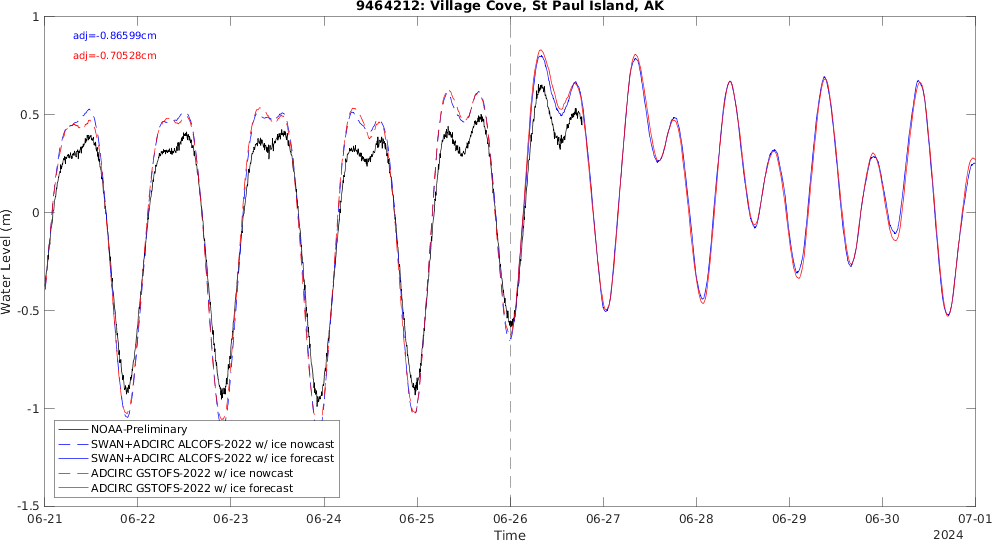 9464212: Village Cove, St Paul Island, AK
adj=-0.86599cm
adj=-0.70528cm
Water Level (m)
1
0.5
0
-0.5
-1
-1.5
NOAA-Preliminary
SWAN+ADCIRC ALCOFS-2022 w/ ice nowcast
SWAN+ADCIRC ALCOFS-2022 w/ ice forecast
ADCIRC GSTOFS-2022 w/ ice nowcast
ADCIRC GSTOFS-2022 w/ ice forecast
06-21 06-22 06-23 06-24 06-25 06-26 06-27 06-28 06-29 06-30 07-01
Time
2024